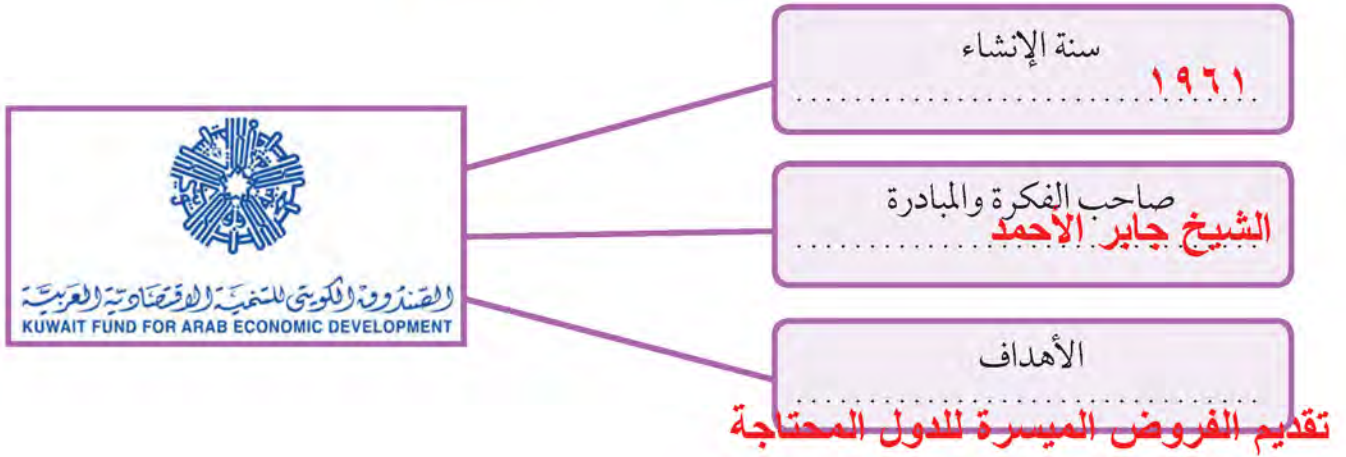 سنة الإنشاء
١٩٦١
صاحب الفكرة والمبادرة
الشيخ جابر الأحمد
الأهداف
تقديم القروض الميسرة للدول المحتاجة
الصندوق الكويتي للتنمية الاقتصادية العربية
KUWAIT FUND FOR ARAB ECONOMIC DEVELOPMENT